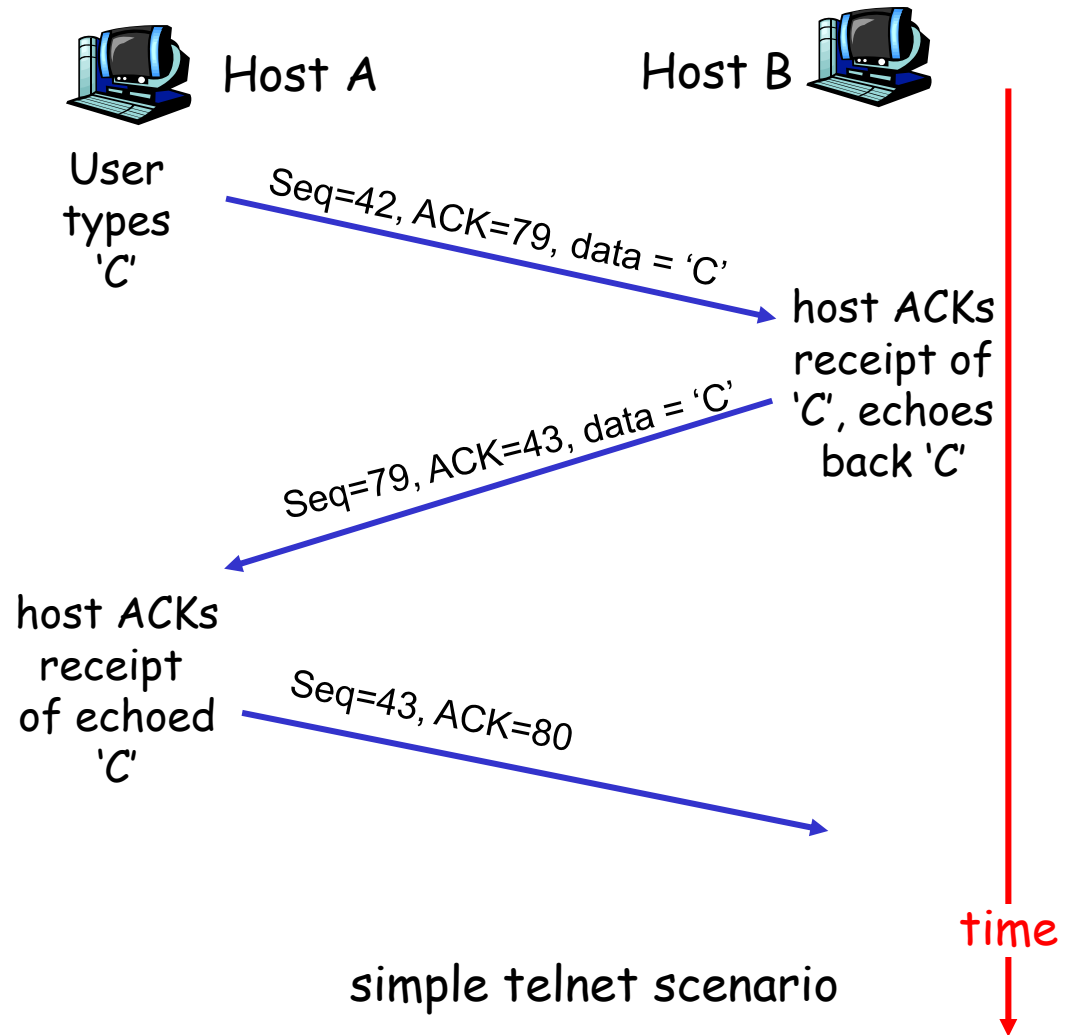 Host A
Host B
User
types
‘C’
Seq=42, ACK=79, data = ‘C’
host ACKs
receipt of
‘C’, echoes
back ‘C’
Seq=79, ACK=43, data = ‘C’
host ACKs
receipt
of echoed
‘C’
Seq=43, ACK=80
time
simple telnet scenario